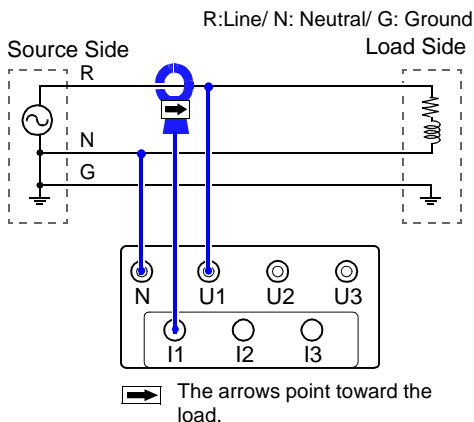 R:Line/ N: Neutral/ G: Ground
Source Side
Load Side
R
N
G
N
U1
U2
U3
I1
I2
I3
The arrows point toward the
load.